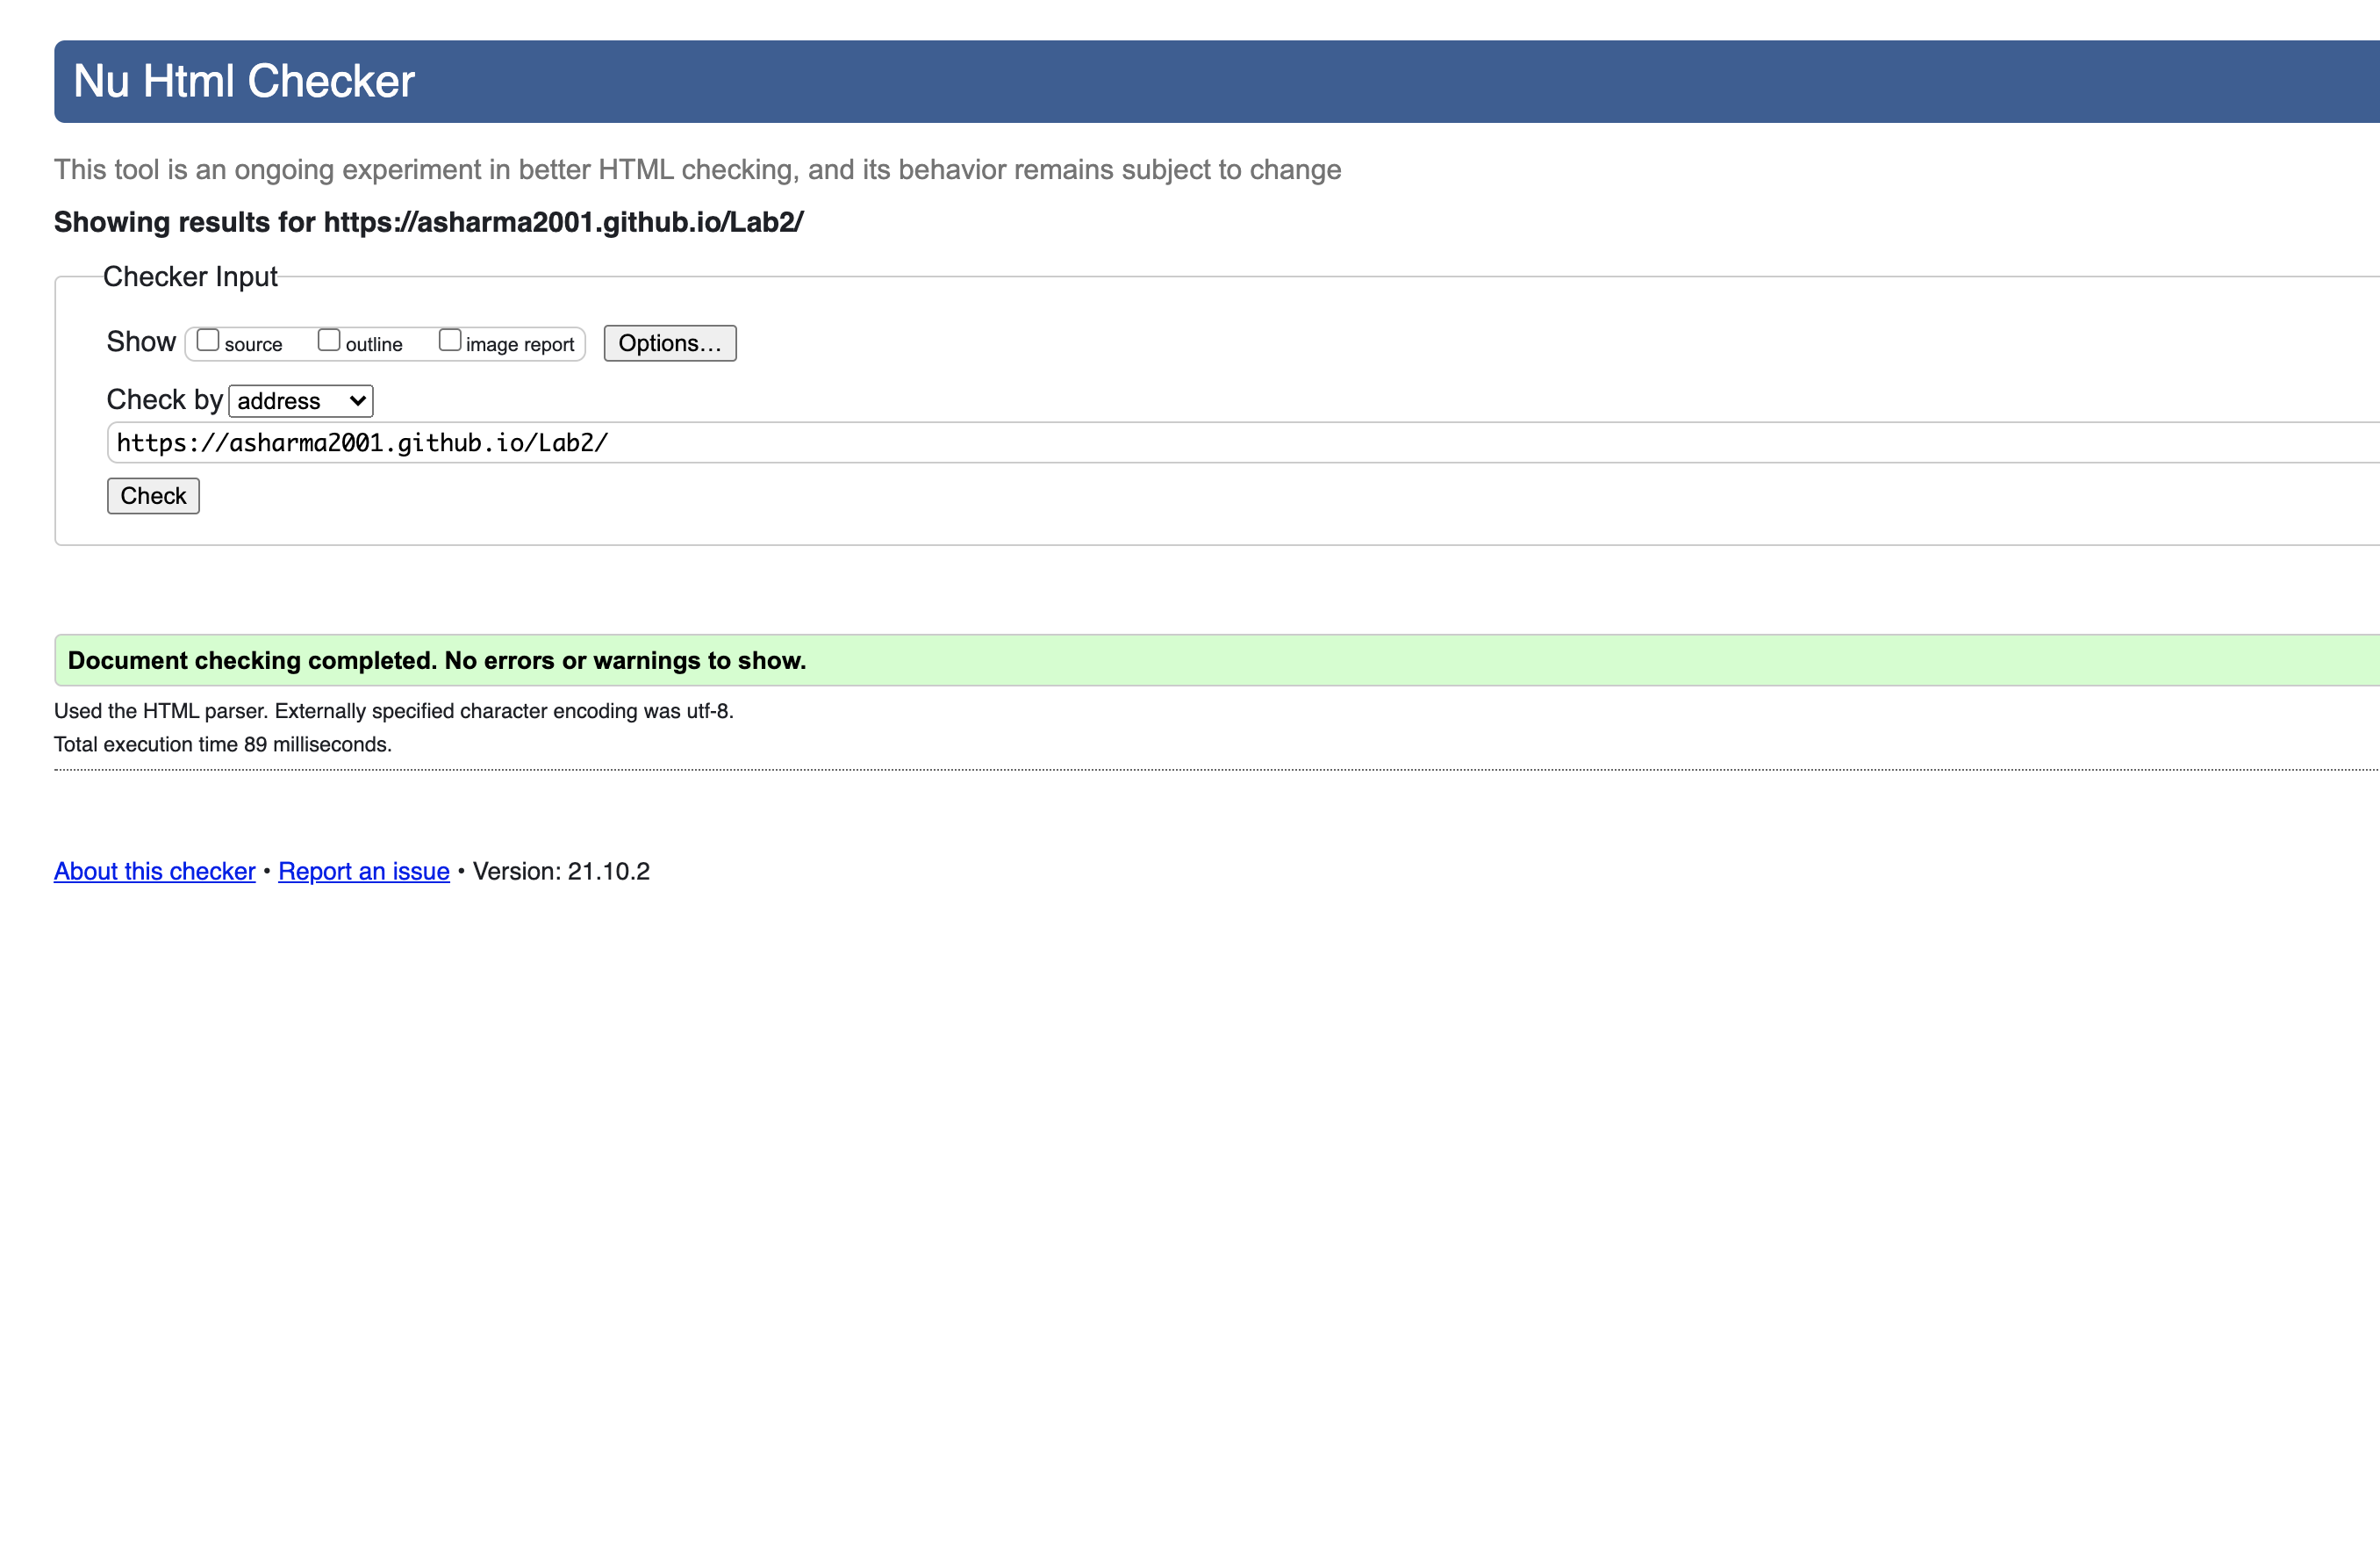 Nu Html Checker
This tool is an ongoing experiment in better HTML checking, and its behavior remains subject to change
Showing results for https://asharma2001.github.io/Lab2/
Checker Input
Show source outline image report Options...
Check by address
https://asharma2001.github.io/Lab2/
Check
Document checking completed. No errors or warnings to show.
Used the HTML parser. Externally specified character encoding was utf-8.
Total execution time 89 milliseconds.
About this checker • Report an issue • Version: 21.10.2